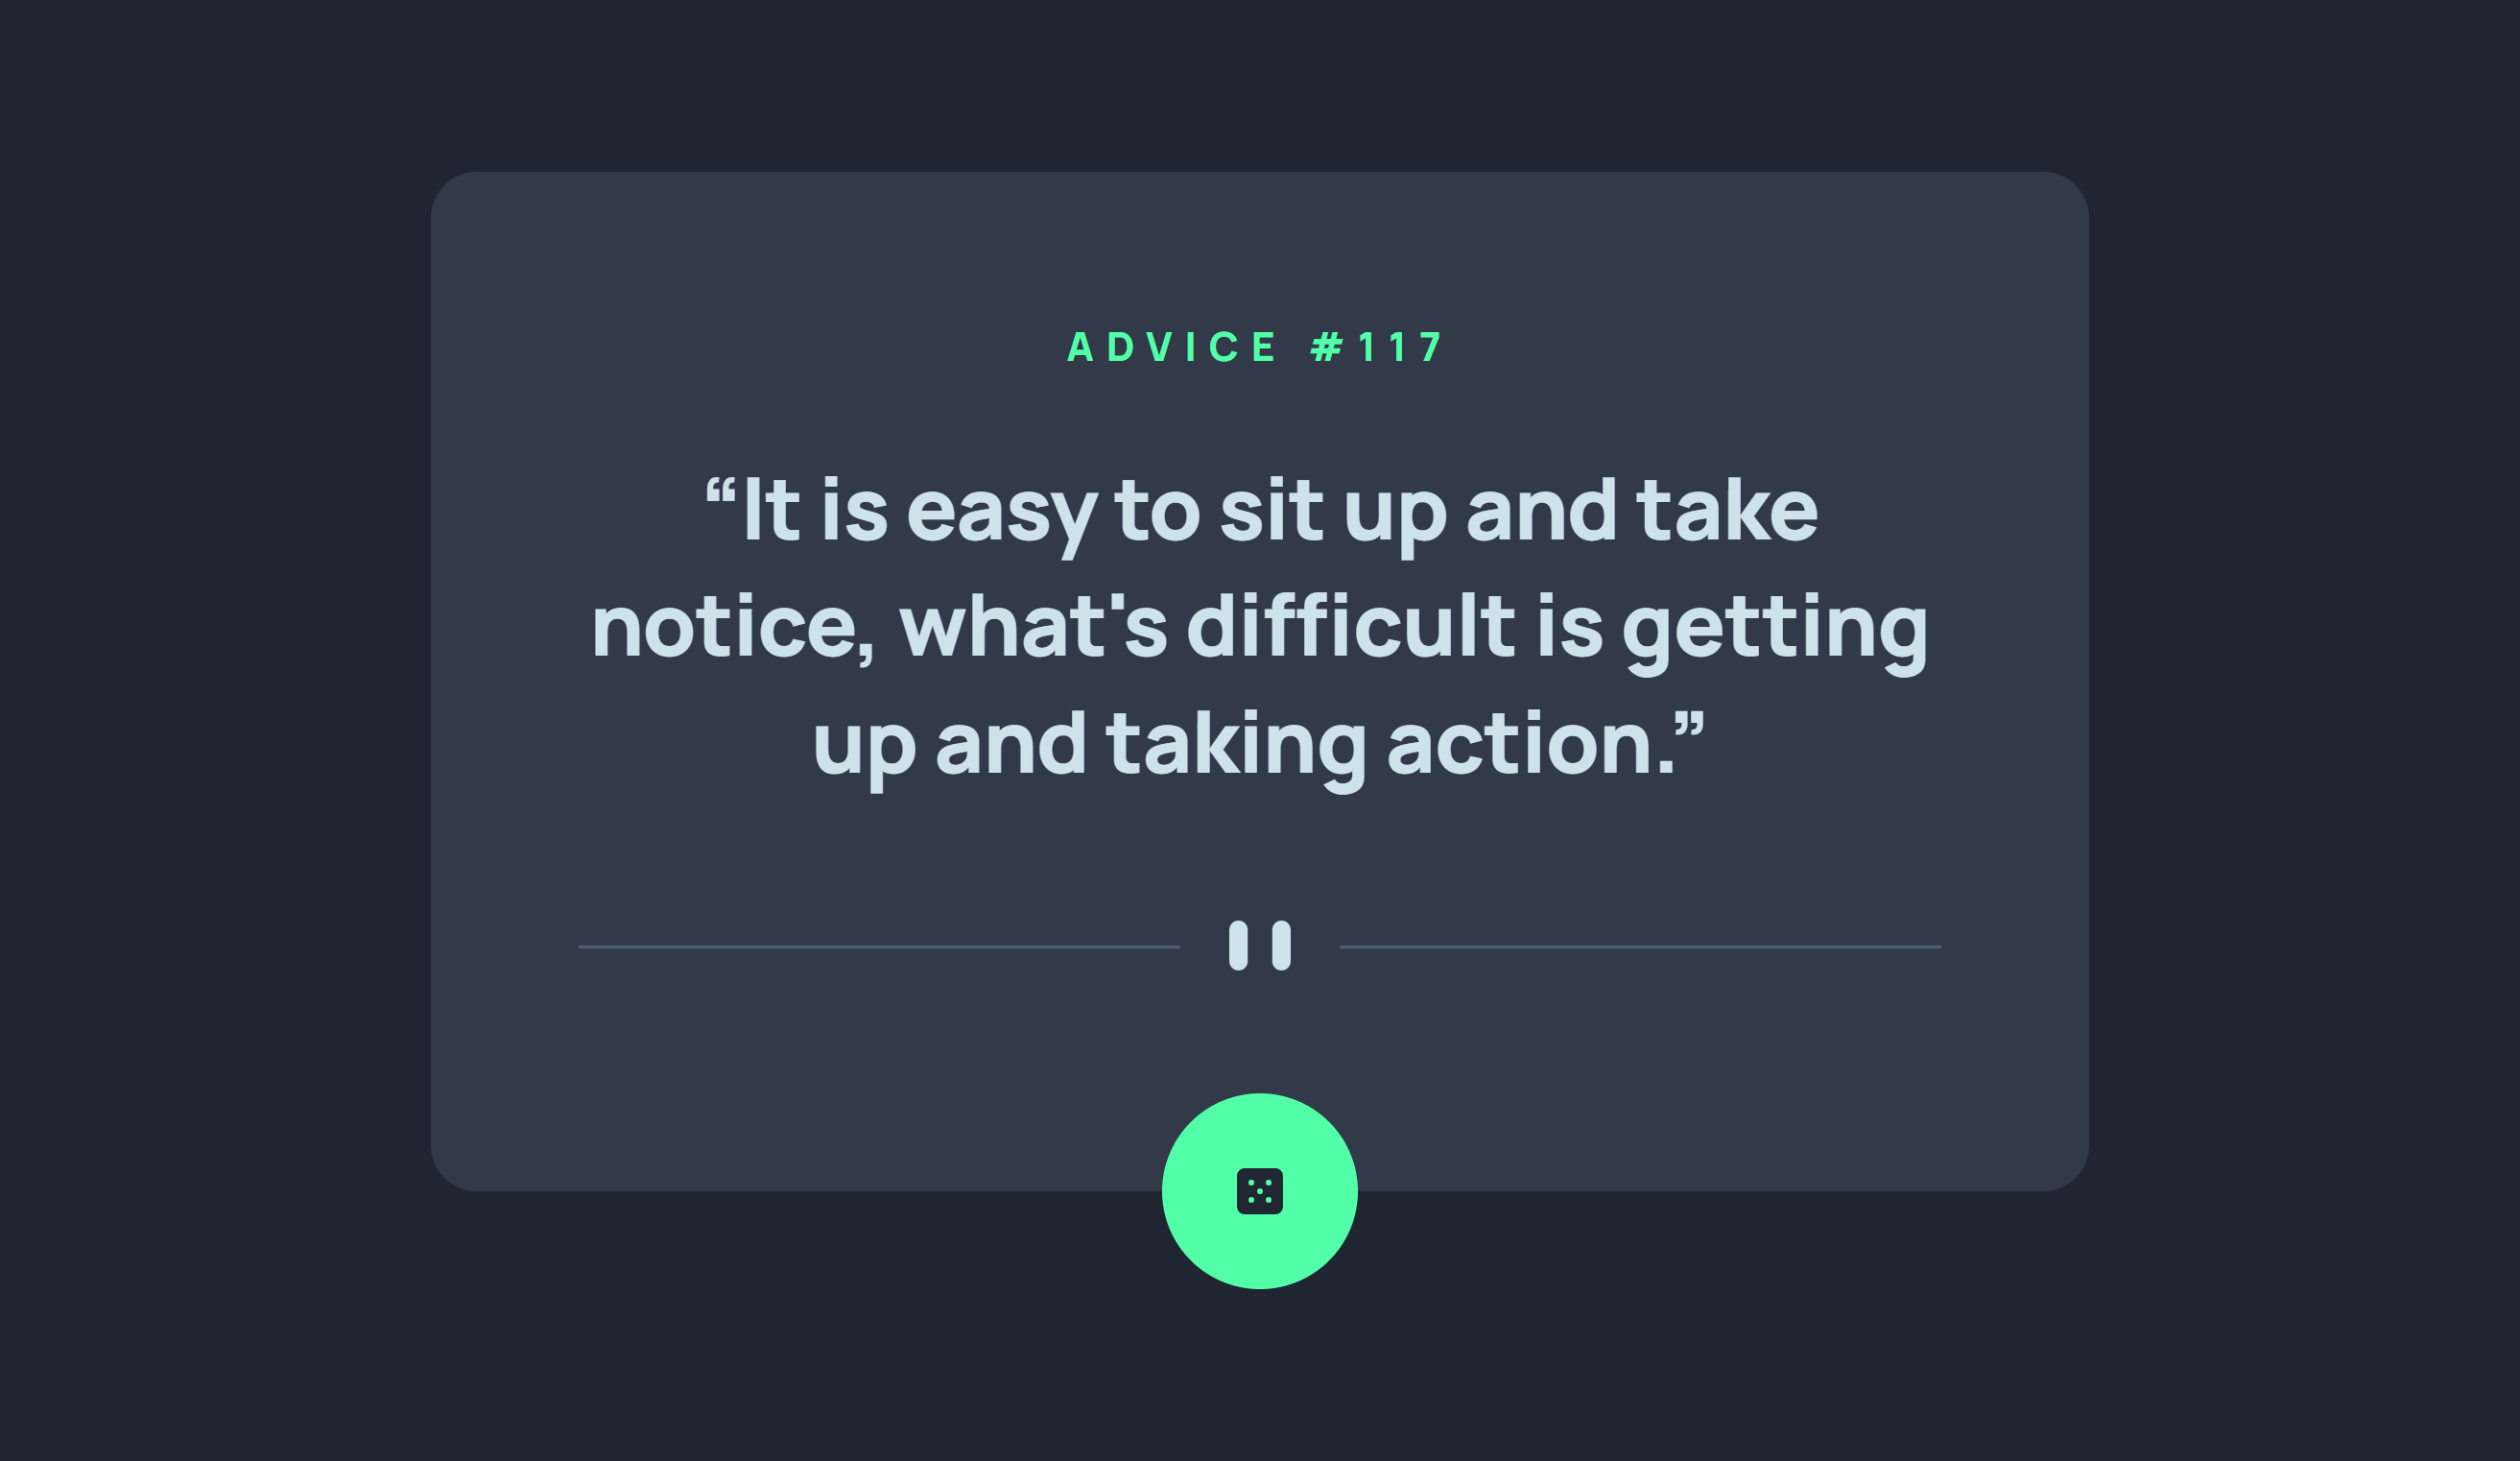 ADVICE #117
“It is easy to sit up and take
notice, what's difficult is getting
up and taking action.”